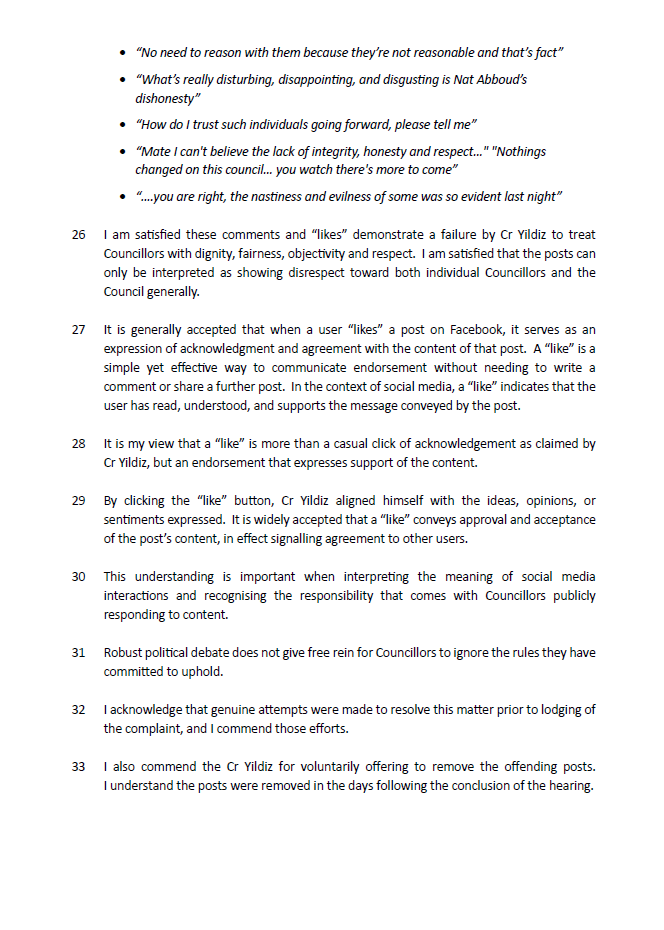 • “No need to reason with them because they’re not reasonable and that’s fact”
• “What’s really disturbing, disappointing, and disgusting is Nat Abboud’s
dishonesty”
• “How do I trust such individuals going forward, please tell me”
• “Mate I can't believe the lack of integrity, honesty and respect…" "Nothings
changed on this council… you watch there's more to come”
• “….you are right, the nastiness and evilness of some was so evident last night”
26 I am satisfied these comments and “likes” demonstrate a failure by Cr Yildiz to treat
Councillors with dignity, fairness, objectivity and respect. I am satisfied that the posts can
only be interpreted as showing disrespect toward both individual Councillors and the
Council generally.
27 It is generally accepted that when a user “likes” a post on Facebook, it serves as an
expression of acknowledgment and agreement with the content of that post. A “like” is a
simple yet effective way to communicate endorsement without needing to write a
comment or share a further post. In the context of social media, a “like” indicates that the
user has read, understood, and supports the message conveyed by the post.
28 It is my view that a “like” is more than a casual click of acknowledgement as claimed by
Cr Yildiz, but an endorsement that expresses support of the content.
29 By clicking the “like” button, Cr Yildiz aligned himself with the ideas, opinions, or
sentiments expressed. It is widely accepted that a “like” conveys approval and acceptance
of the post’s content, in effect signalling agreement to other users.
30 This understanding is important when interpreting the meaning of social media
interactions and recognising the responsibility that comes with Councillors publicly
responding to content.
31 Robust political debate does not give free rein for Councillors to ignore the rules they have
committed to uphold.
32 I acknowledge that genuine attempts were made to resolve this matter prior to lodging of
the complaint, and I commend those efforts.
33 I also commend the Cr Yildiz for voluntarily offering to remove the offending posts.
I understand the posts were removed in the days following the conclusion of the hearing.